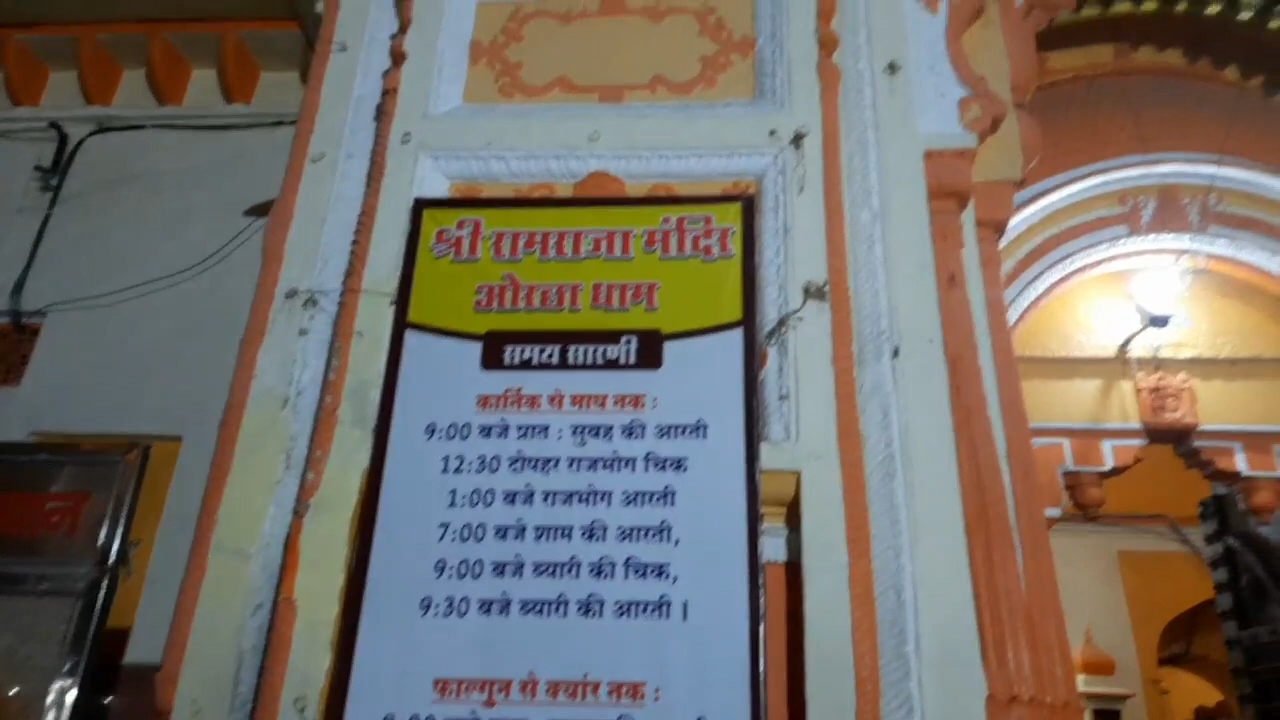 श्री रामराजा मंदिर
ओरछा धाम
समय सारणी
कार्तिक से माघ तक :
9:00 बजे प्रात : सुबह की आरती
12:30 दोपहर राजभोग चिक
1:00 बजे राजभोग आरती
7:00 बजे शाम की आरती,
9:00 बजे ब्यारी की चिक,
9:30 बजे ब्यारी की आरती ।
फाल्गुन से क्वांर तक :